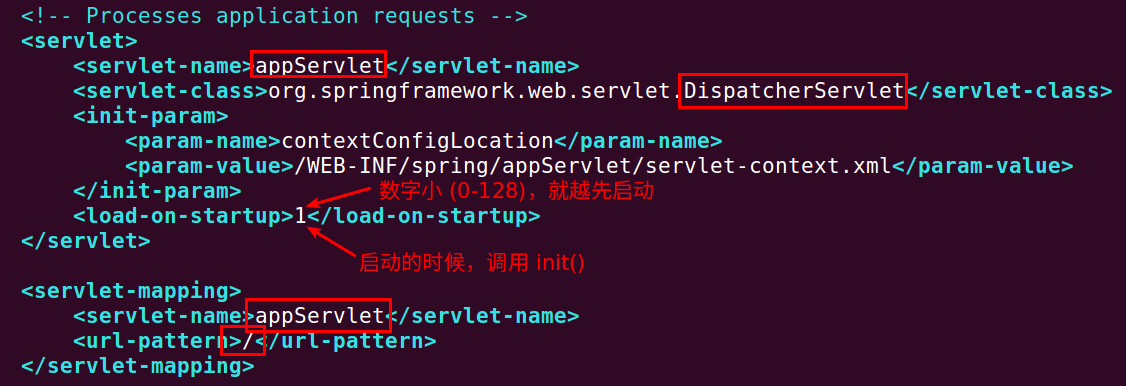 <!-- Processes application requests -->
<servlet>
<servlet-name>appServlet</servlet-name>
<servlet-class>org.springframework.web.servlet.DispatcherServlet</servlet-class>
<init-param>
<param-name>contextConfigLocation</param-name>
<param-value>/WEB-INF/spring/appServlet/servlet-context.xml</param-value>
</init-param>
数字小 (0-128)，就越先启动
<load-on-startup>1</load-on-startup>
</servlet>
启动的时候，调用 init()
<servlet-mapping>
<servlet-name>appServlet</servlet-name>
<url-pattern>/</url-pattern>
</servlet-mapping>